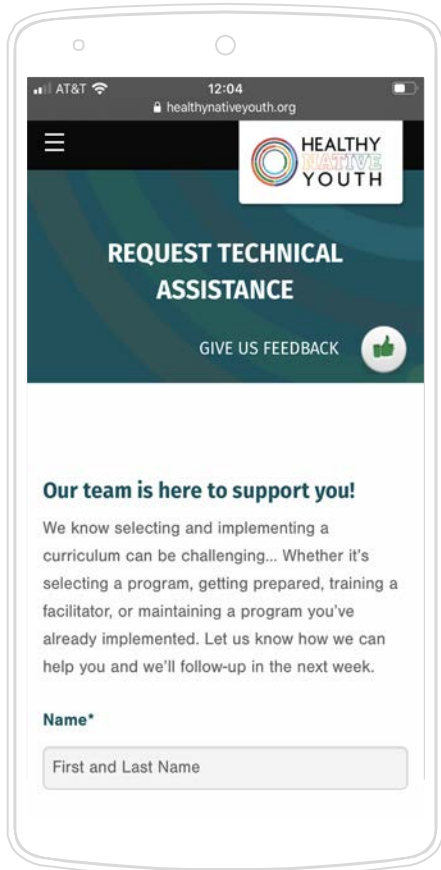 AT&T 12:04
healthynativeyouth.org
HEALTHY
NATIVE
YOUTH
REQUEST TECHNICAL
ASSISTANCE
GIVE US FEEDBACK
Our team is here to support you!
We know selecting and implementing a
curriculum can be challenging... Whether it's
selecting a program, getting prepared, training a
facilitator, or maintaining a program you've
already implemented. Let us know how we can
help you and we'll follow-up in the next week.
Name*
First and Last Name